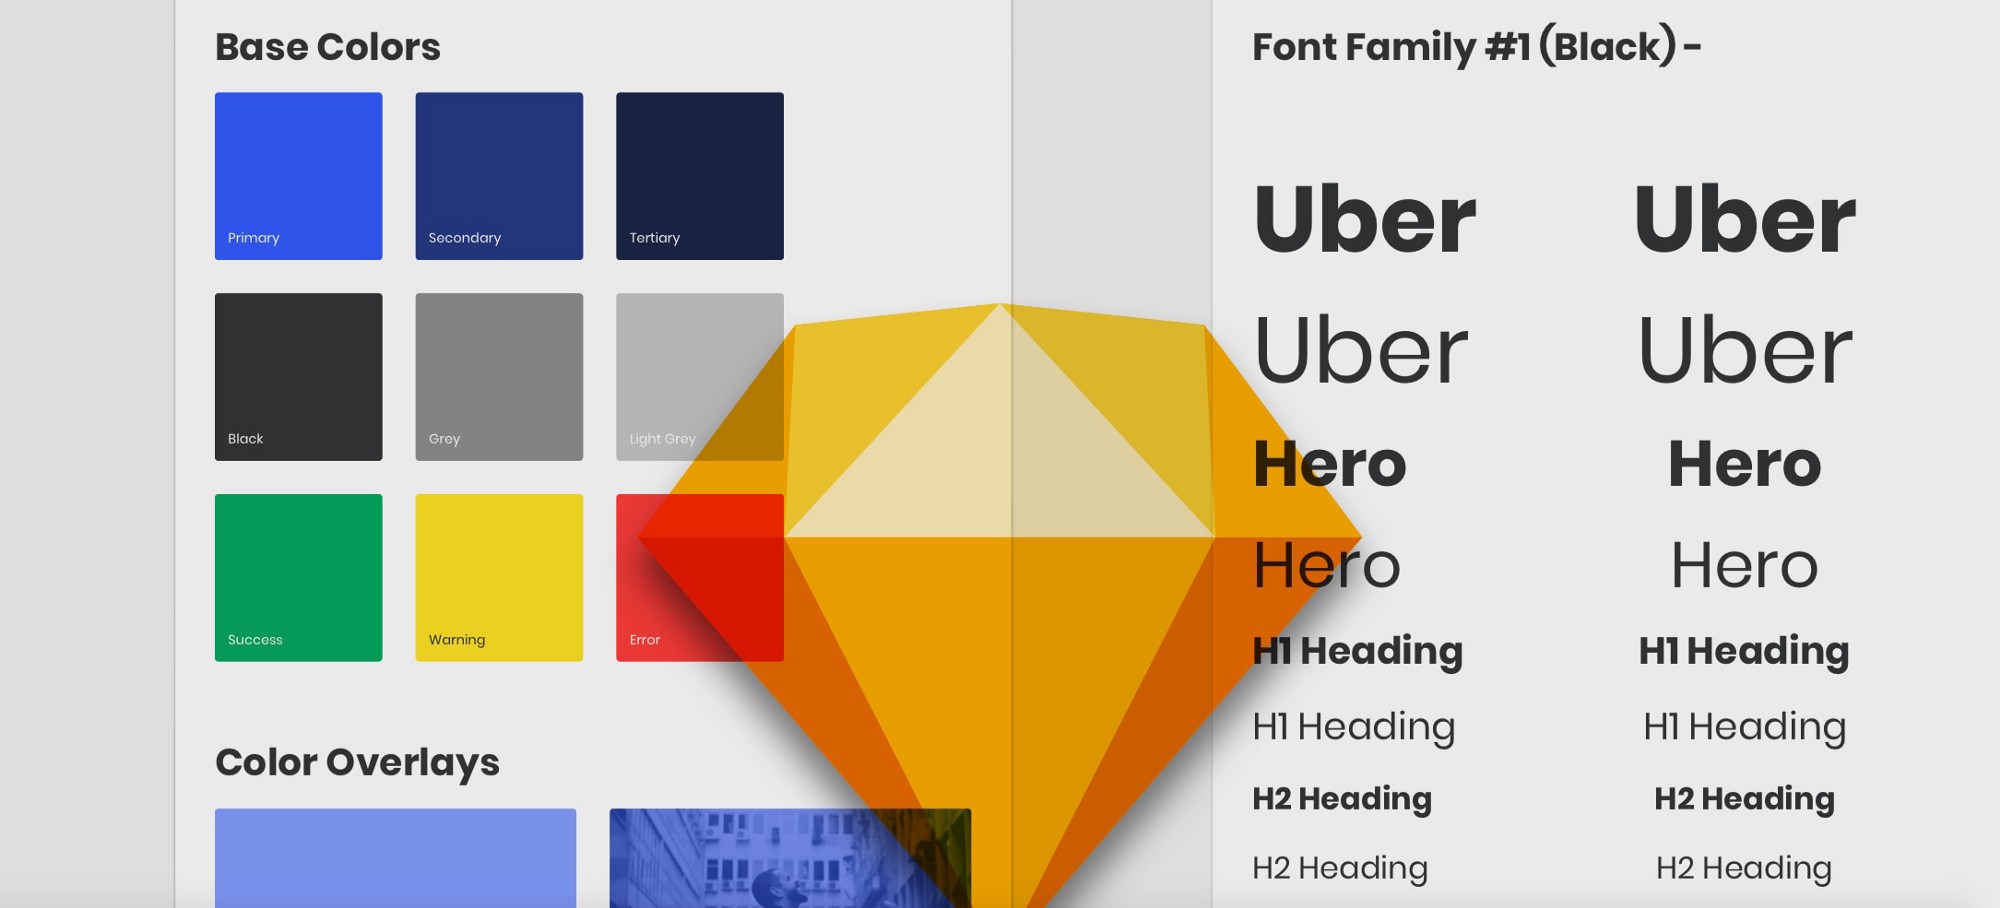 Base Colors
Primary
Secondary
Tertiary
Black
Grey
Light Grey
Success
Warning
Error
Color Overlays
Font Family #1 (Black) -
Uber
Uber
Uber
Uber
Hero
Hero
Hero
Hero
H1 Heading
H1 Heading
H1 Heading
H1 Heading
H2 Heading
H2 Heading
H2 Heading
H2 Heading